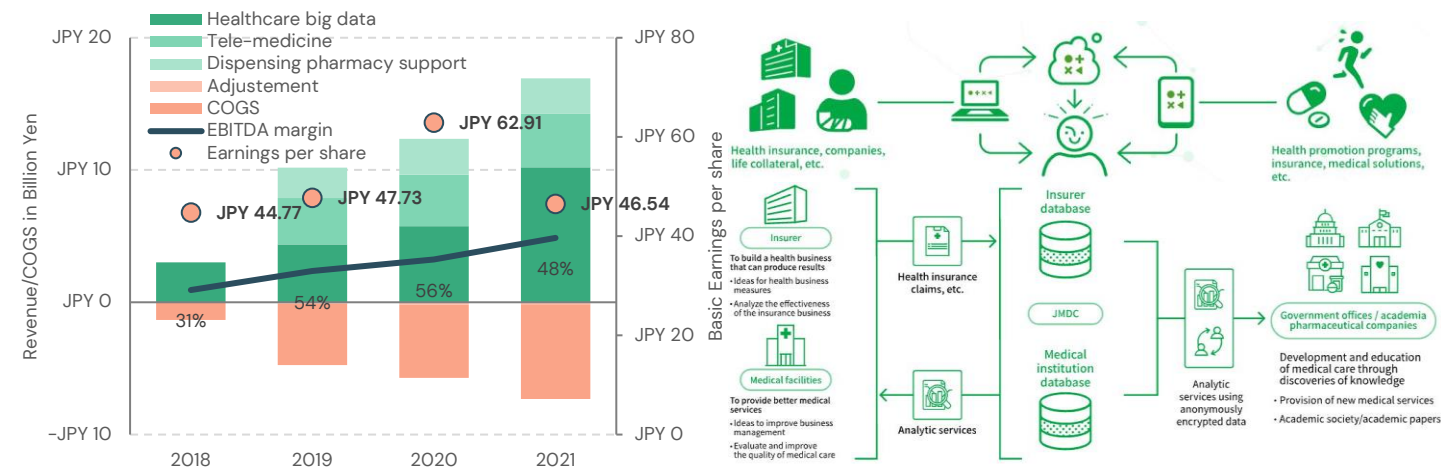 Healthcare big data
Tele-medicine
Dispensing pharmacy support
Adjustement
COGS
EBITDA margin
Earnings per share
JPY 20
JPY 10
JPY 0
-JPY 10
Revenue/COGS in Billion Yen
JPY 80
JPY 60
JPY 40
JPY 20
JPY 0
Basic Earnings per share
JPY 44.77
JPY 47.73
JPY 62.91
JPY 46.54
31%
54%
56%
48%
2018
2019
2020
2021
Health insurance, companies,
life collateral, etc.
Health promotion programs,
insurance, medical solutions,
etc.
Insurer
To build a health business
that can produce results
・Ideas for health business
measures
・Analyze the effectiveness
of the insurance business
Medical facilities
To provide better medical
services
・Ideas to improve business
management
・Evaluate and improve
the quality of medical care
Health insurance
claims, etc.
Analytic services
Insurer
database
JMDC
Medical
institution
database
Analytic
services using
anonymously
encrypted data
Government offices / academia
pharmaceutical companies
Development and education
of medical care through
discoveries of knowledge
・Provision of new medical services
・Academic society/academic papers